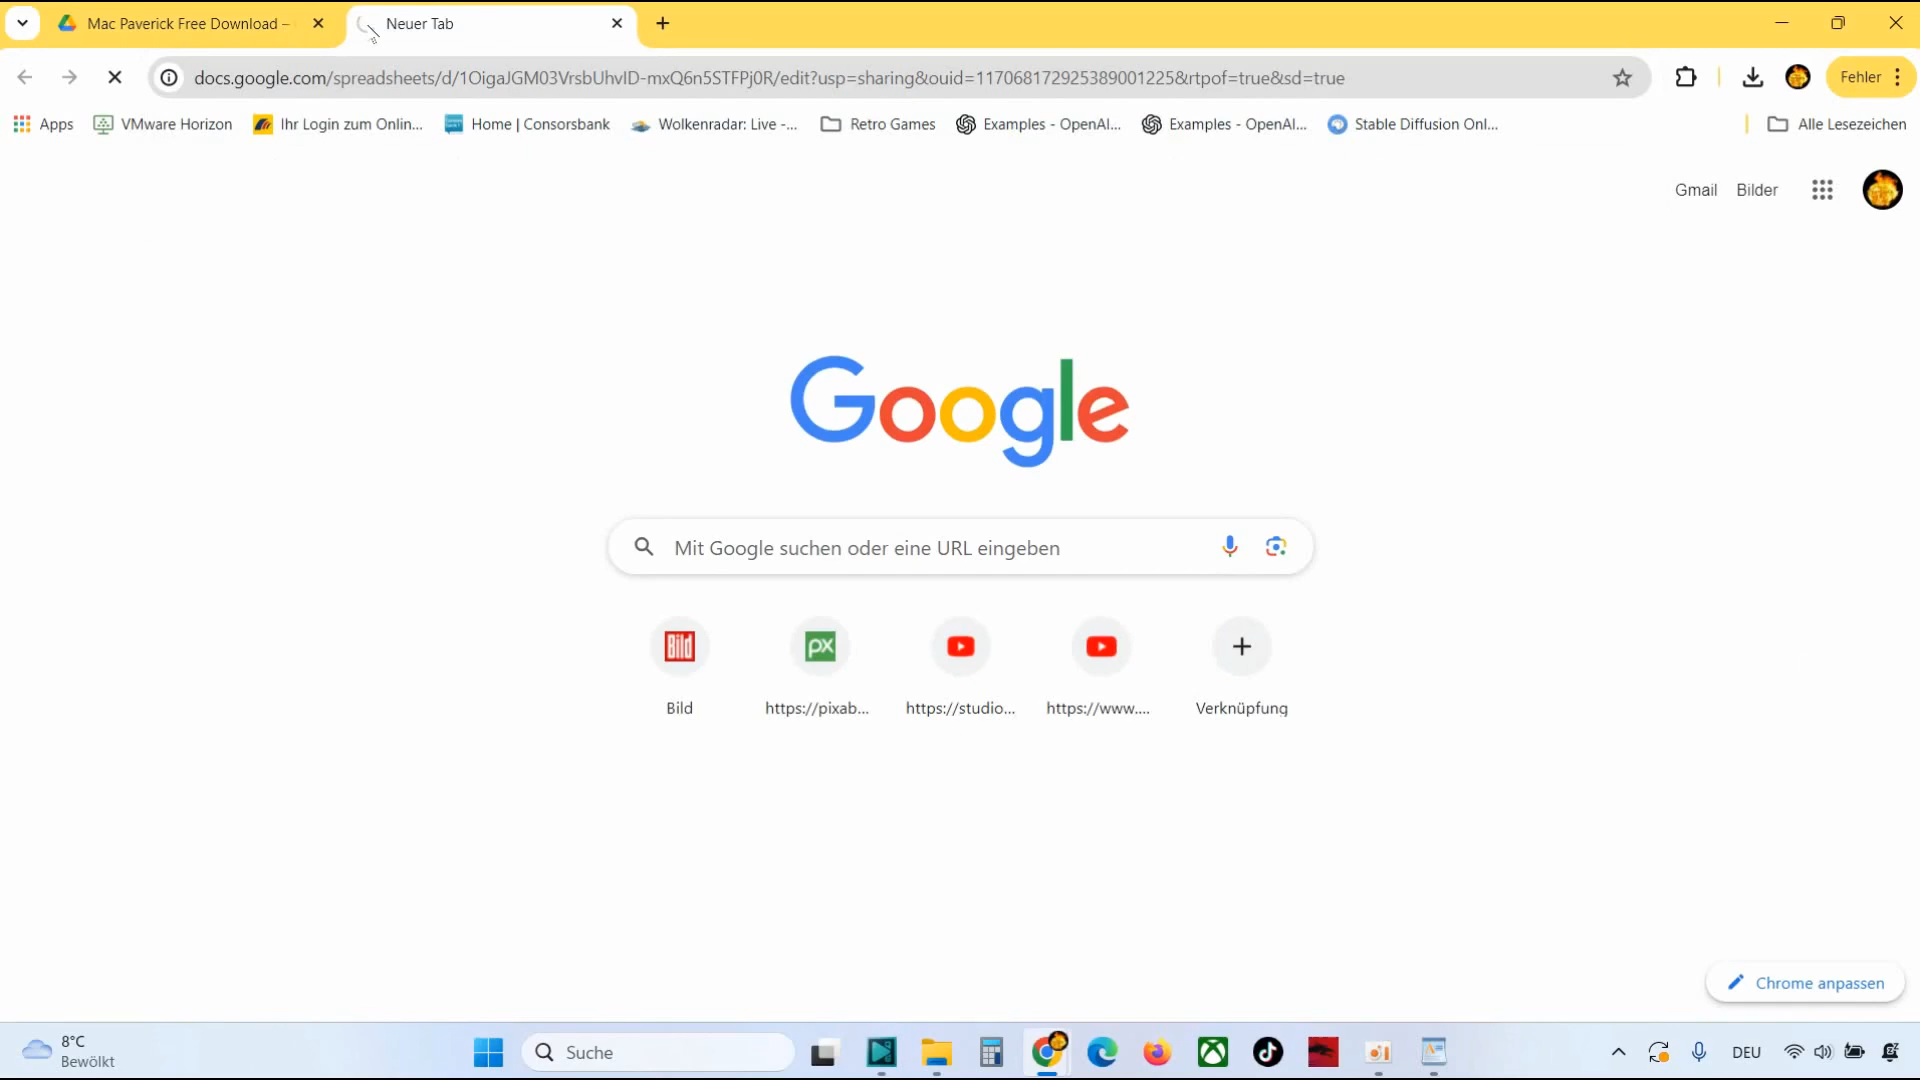 Mac Paverick Free Download –
Neuer Tab
docs.google.com/spreadsheets/d/1OigaJGM03VrsbUhvID-mxQ6n5STFPj0R/edit?usp=sharing&ouid=117068172925389001225&rtpof=true&sd=true
Fehler
Apps
VMware Horizon
Ihr Login zum Onlin...
Home | Consorsbank
Wolkenradar: Live -...
Retro Games
Examples - OpenAI...
Examples - OpenAI...
Stable Diffusion Onl...
Alle Lesezeichen
Gmail
Bilder
Google
Mit Google suchen oder eine URL eingeben
Bild
px
Bild
https://pixab...
https://studio...
https://www....
Verknüpfung
Chrome anpassen
8°C
Bewölkt
Suche
DEU